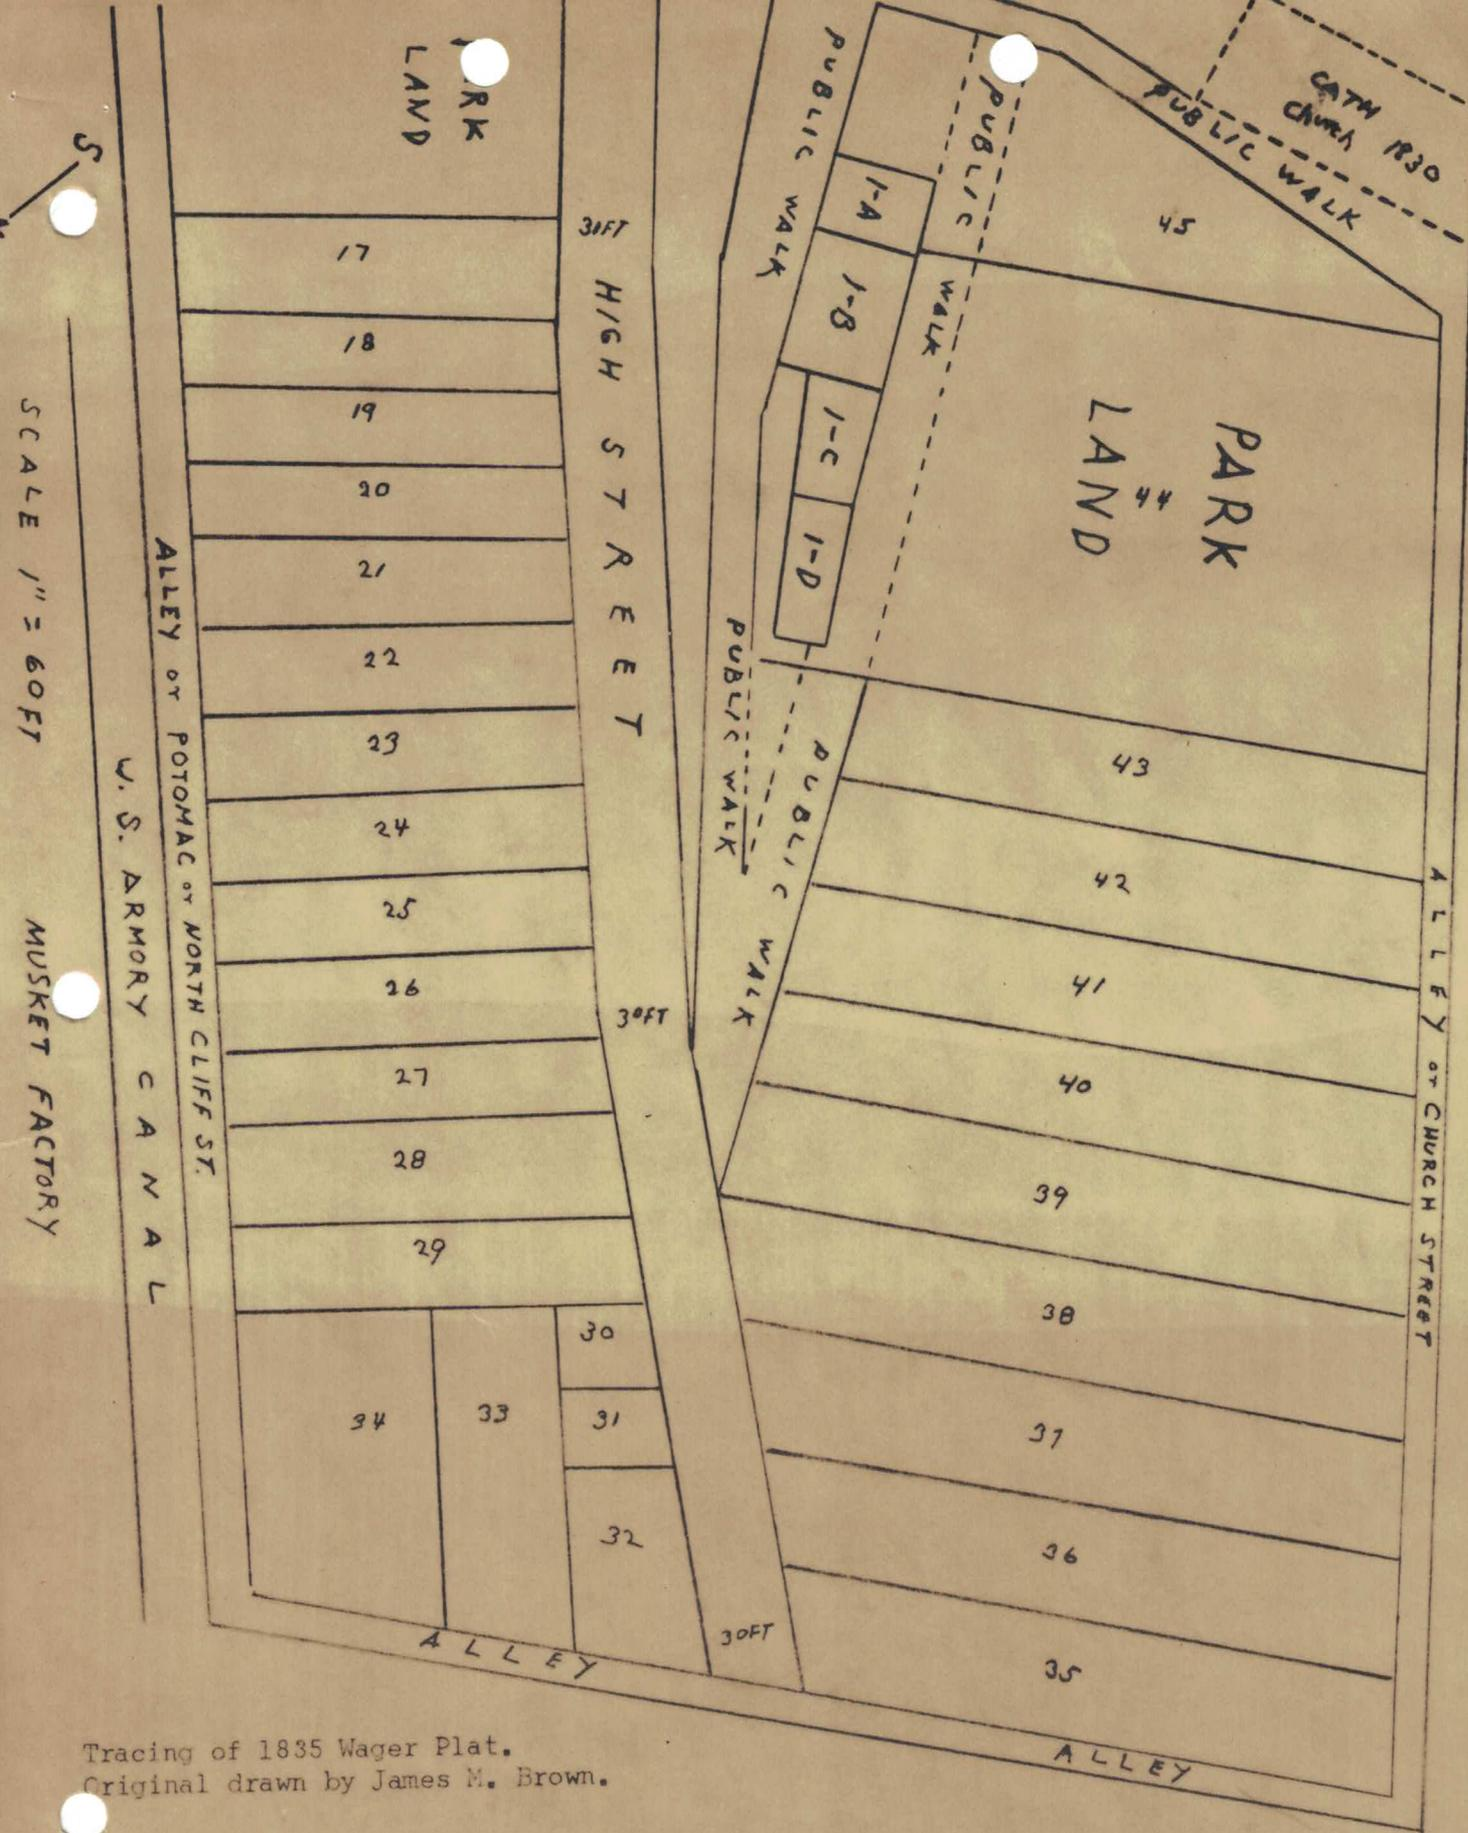 PARK
LAND
CATH
Church 1830
PUBLIC WALK
PUBLIC WALK
PUBLIC WALK
S
31FT
HIGH STREET
17
18
19
20
21
22
23
24
25
26
27
28
29
30
31
32
33
34
1-A
1-B
1-C
1-D
45
PARK
LAND
44
43
42
41
40
39
38
37
36
35
PUBLIC WALK
PUBLIC WALK
30FT
30FT
ALLEY or POTOMAC or NORTH CLIFF ST.
U. S. ARMORY CANAL
SCALE 1" = 60FT
MUSKET FACTORY
ALLEY or CHURCH STREET
ALLEY
ALLEY
Tracing of 1835 Wager Plat.
Original drawn by James M. Brown.